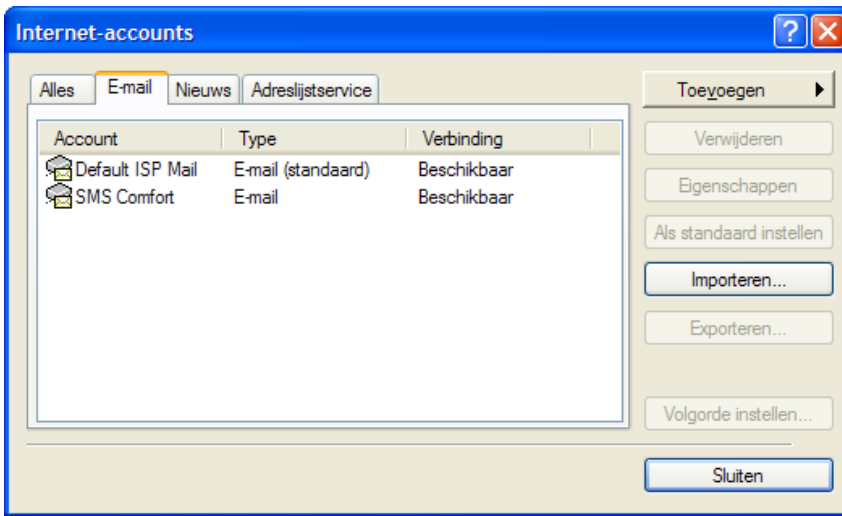 Internet-accounts
Alles E-mail Nieuws Adreslijstservice
Account Type Verbinding
Default ISP Mail E-mail (standaard) Beschikbaar
SMS Comfort E-mail Beschikbaar
Toevoegen
Verwijderen
Eigenschappen
Als standaard instellen
Importeren...
Exporteren...
Volgorde instellen...
Sluiten